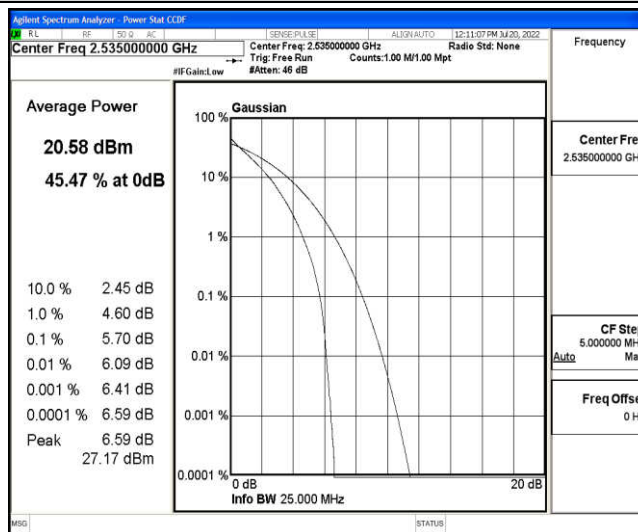 Agilent Spectrum Analyzer - Power Stat CCDF
RL RF 50 Ω AC SENSE:PULSE ALIGNAUTO 12:11:07 PM Jul 20, 2022
Center Freq 2.535000000 GHz
Center Freq: 2.535000000 GHz Radio Std: None
Trig: Free Run Counts:1.00 M/1.00 Mpt
#IFGain:Low #Atten: 46 dB
Average Power
20.58 dBm
45.47 % at 0dB
10.0 % 2.45 dB
1.0 % 4.60 dB
0.1 % 5.70 dB
0.01 % 6.09 dB
0.001 % 6.41 dB
0.0001 % 6.59 dB
Peak 6.59 dB
27.17 dBm
Gaussian
100 %
10 %
1 %
0.1 %
0.01 %
0.001 %
0.0001 %
0 dB 20 dB
Info BW 25.000 MHz
Frequency
Center Fre
2.535000000 GH
CF Ste
5.000000 MH
Auto Ma
Freq Offse
0 H
MSG STATUS